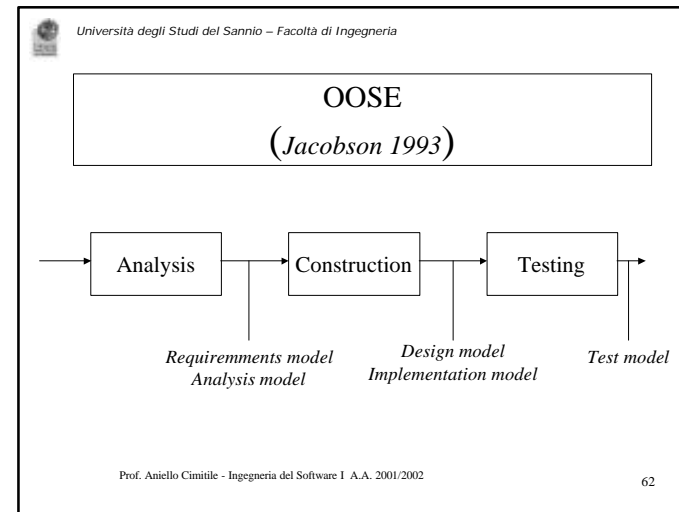 Università degli Studi del Sannio – Facoltà di Ingegneria
OOSE
(Jacobson 1993)
Analysis
Construction
Testing
Requiremments model
Analysis model
Design model
Implementation model
Test model
Prof. Aniello Cimitile - Ingegneria del Software I A.A. 2001/2002
62